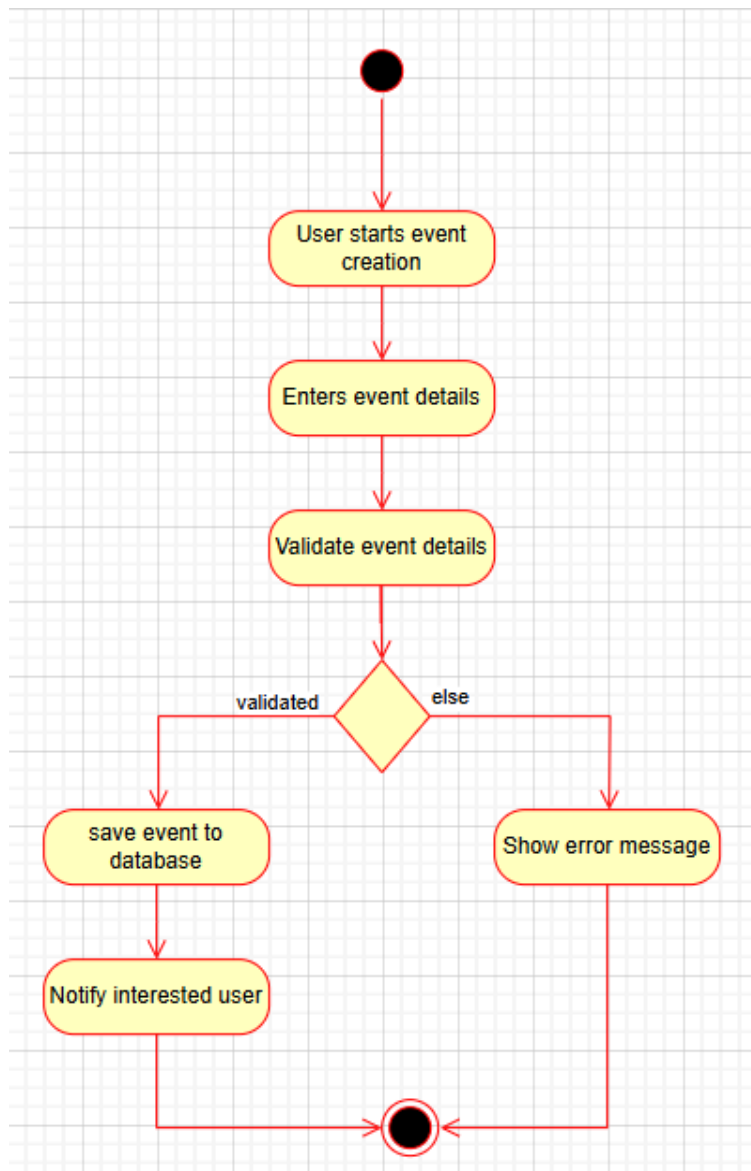 User starts event
creation
Enters event details
Validate event details
validated
else
save event to
database
Show error message
Notify interested user